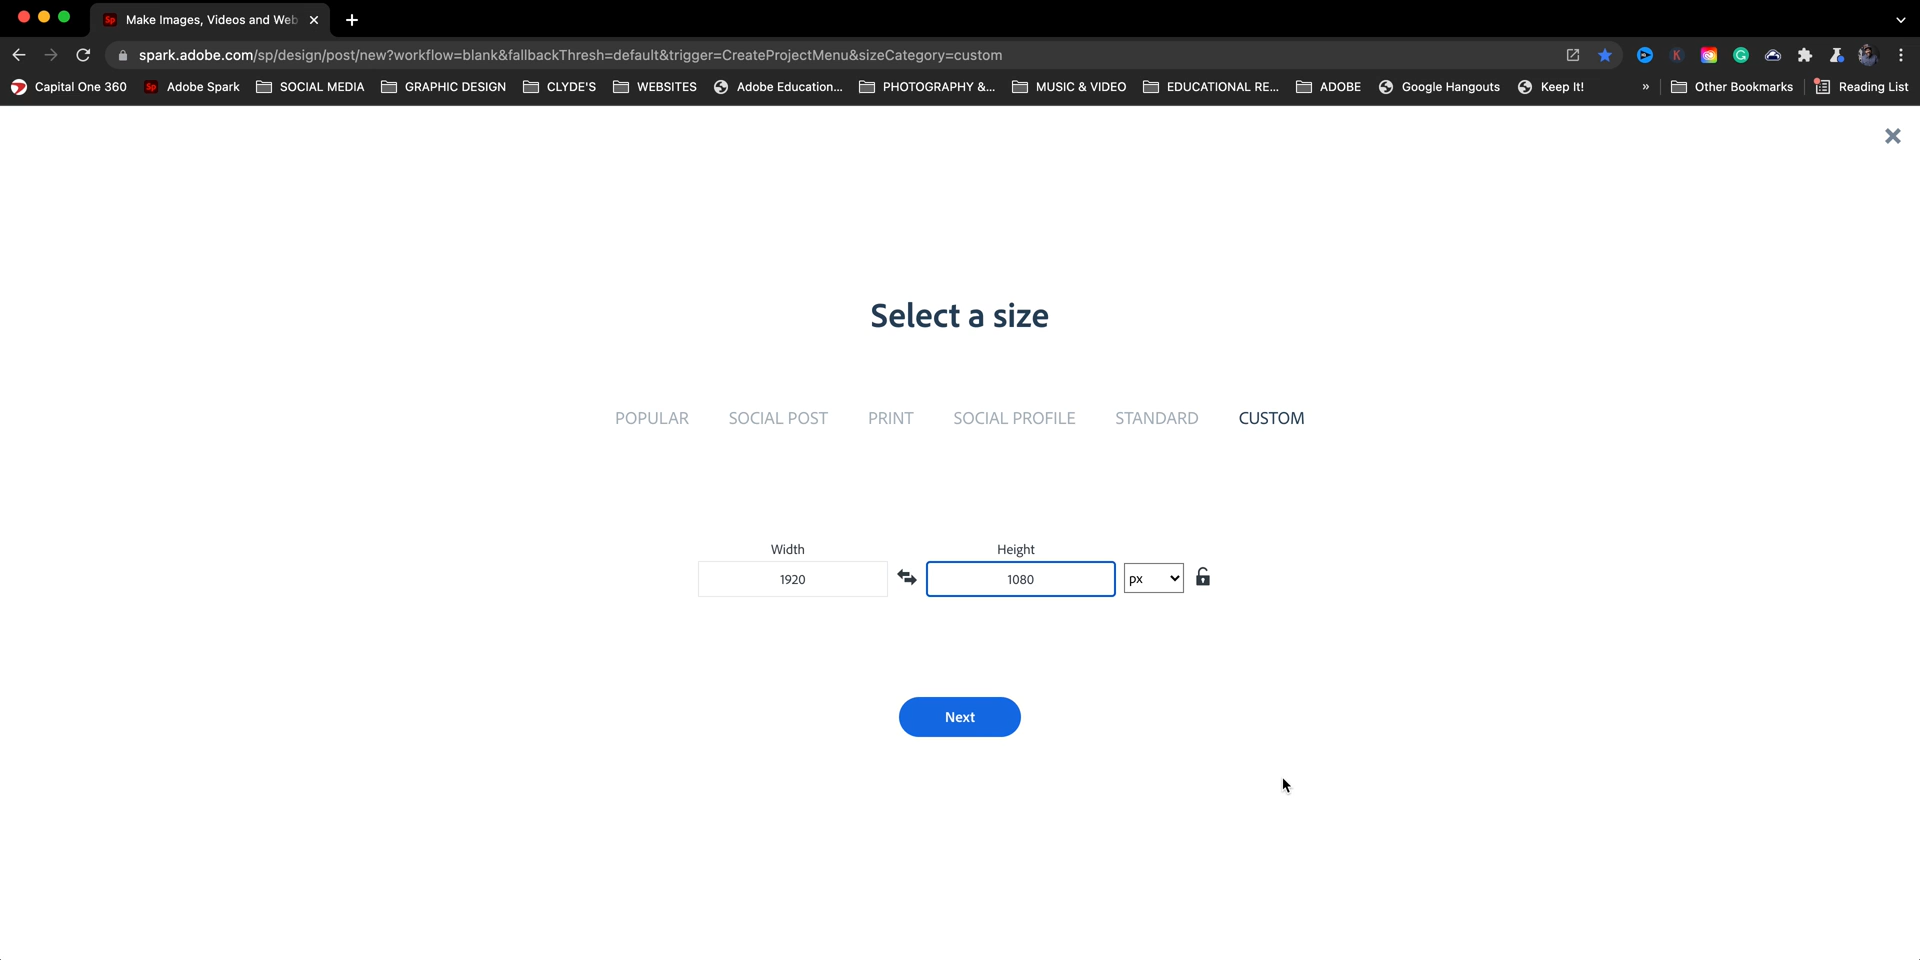 Sp Make Images, Videos and Web
spark.adobe.com/sp/design/post/new?workflow=blank&fallbackThresh=default&trigger=CreateProjectMenu&sizeCategory=custom
K
Capital One 360 Sp Adobe Spark SOCIAL MEDIA GRAPHIC DESIGN CLYDE'S WEBSITES Adobe Education... PHOTOGRAPHY &... MUSIC & VIDEO EDUCATIONAL RE... ADOBE Google Hangouts Keep It! » Other Bookmarks Reading List
Select a size
POPULAR SOCIAL POST PRINT SOCIAL PROFILE STANDARD CUSTOM
Width Height
1920 1080 px
Next